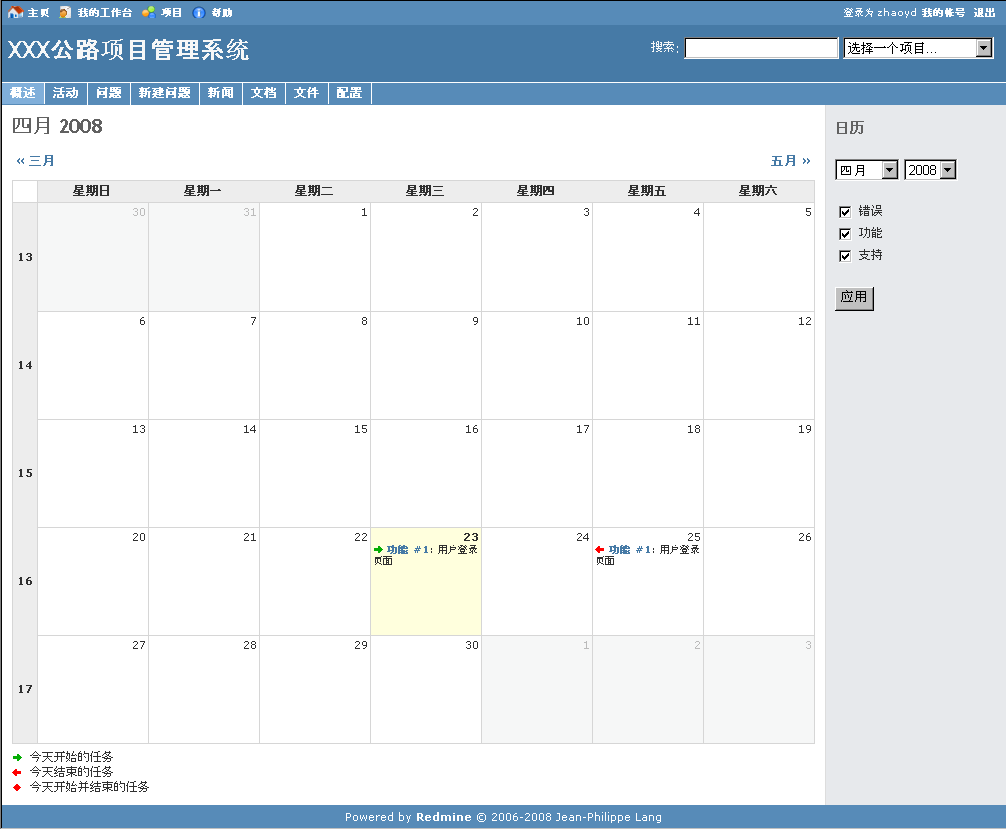 主页 我的工作台 项目 帮助 登录为 zhaoyd 我的帐号 退出
XXX公路项目管理系统 搜索: 选择一个项目...
概述 活动 问题 新建问题 新闻 文档 文件 配置
四月 2008
« 三月 五月 »
星期日 星期一 星期二 星期三 星期四 星期五 星期六
13 30 31 1 2 3 4 5
14 6 7 8 9 10 11 12
15 13 14 15 16 17 18 19
16 20 21 22 23 24 25 26
功能 #1: 用户登录
页面
功能 #1: 用户登录
页面
17 27 28 29 30 1 2 3
今天开始的任务
今天结束的任务
今天开始并结束的任务
日历
四月 2008
错误
功能
支持
应用
Powered by Redmine © 2006-2008 Jean-Philippe Lang